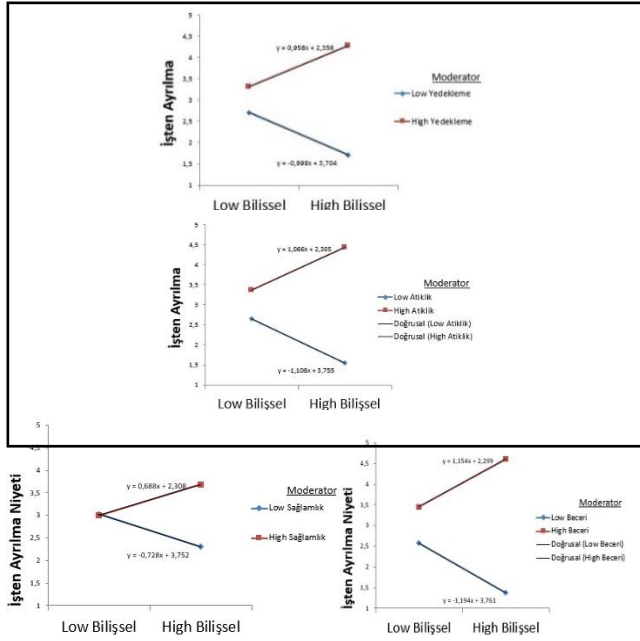 İşten Ayrılma
5
4,5
4
3,5
3
2,5
2
1,5
1
y = 0,958x + 2,356
y = -0,998x + 3,704
Low Bilişsel High Bilişsel
Moderator
Low Yedekleme
High Yedekleme
İşten Ayrılma
5
4,5
4
3,5
3
2,5
2
1,5
1
y = 1,066x + 2,305
y = -1,106x + 3,755
Low Bilişsel High Bilişsel
Moderator
Low Atiklik
High Atiklik
Doğrusal (Low Atiklik)
Doğrusal (High Atiklik)
İşten Ayrılma Niyeti
5
4,5
4
3,5
3
2,5
2
1,5
1
y = 0,688x + 2,308
y = -0,728x + 3,752
Low Bilişsel High Bilişsel
Moderator
Low Sağlamlık
High Sağlamlık
İşten Ayrılma Niyeti
5
4,5
4
3,5
3
2,5
2
1,5
1
y = 1,154x + 2,299
y = -1,194x + 3,761
Low Bilişsel High Bilişsel
Moderator
Low Beceri
High Beceri
Doğrusal (Low Beceri)
Doğrusal (High Beceri)